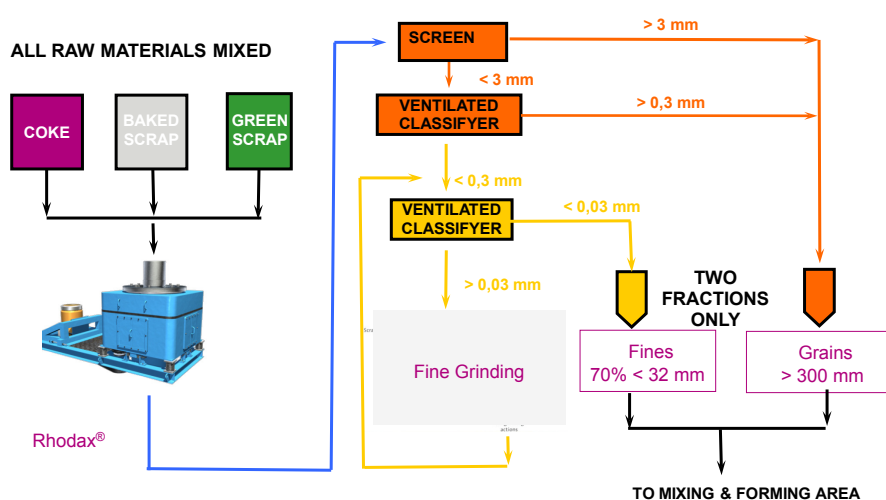 ALL RAW MATERIALS MIXED
COKE
BAKED
SCRAP
GREEN
SCRAP
Rhodax®
SCREEN
> 3 mm
< 3 mm
VENTILATED
CLASSIFYER
> 0,3 mm
< 0,3 mm
VENTILATED
CLASSIFYER
< 0,03 mm
> 0,03 mm
Scra
Fine Grinding
actions
TWO
FRACTIONS
ONLY
Fines
70% < 32 mm
Grains
> 300 mm
TO MIXING & FORMING AREA